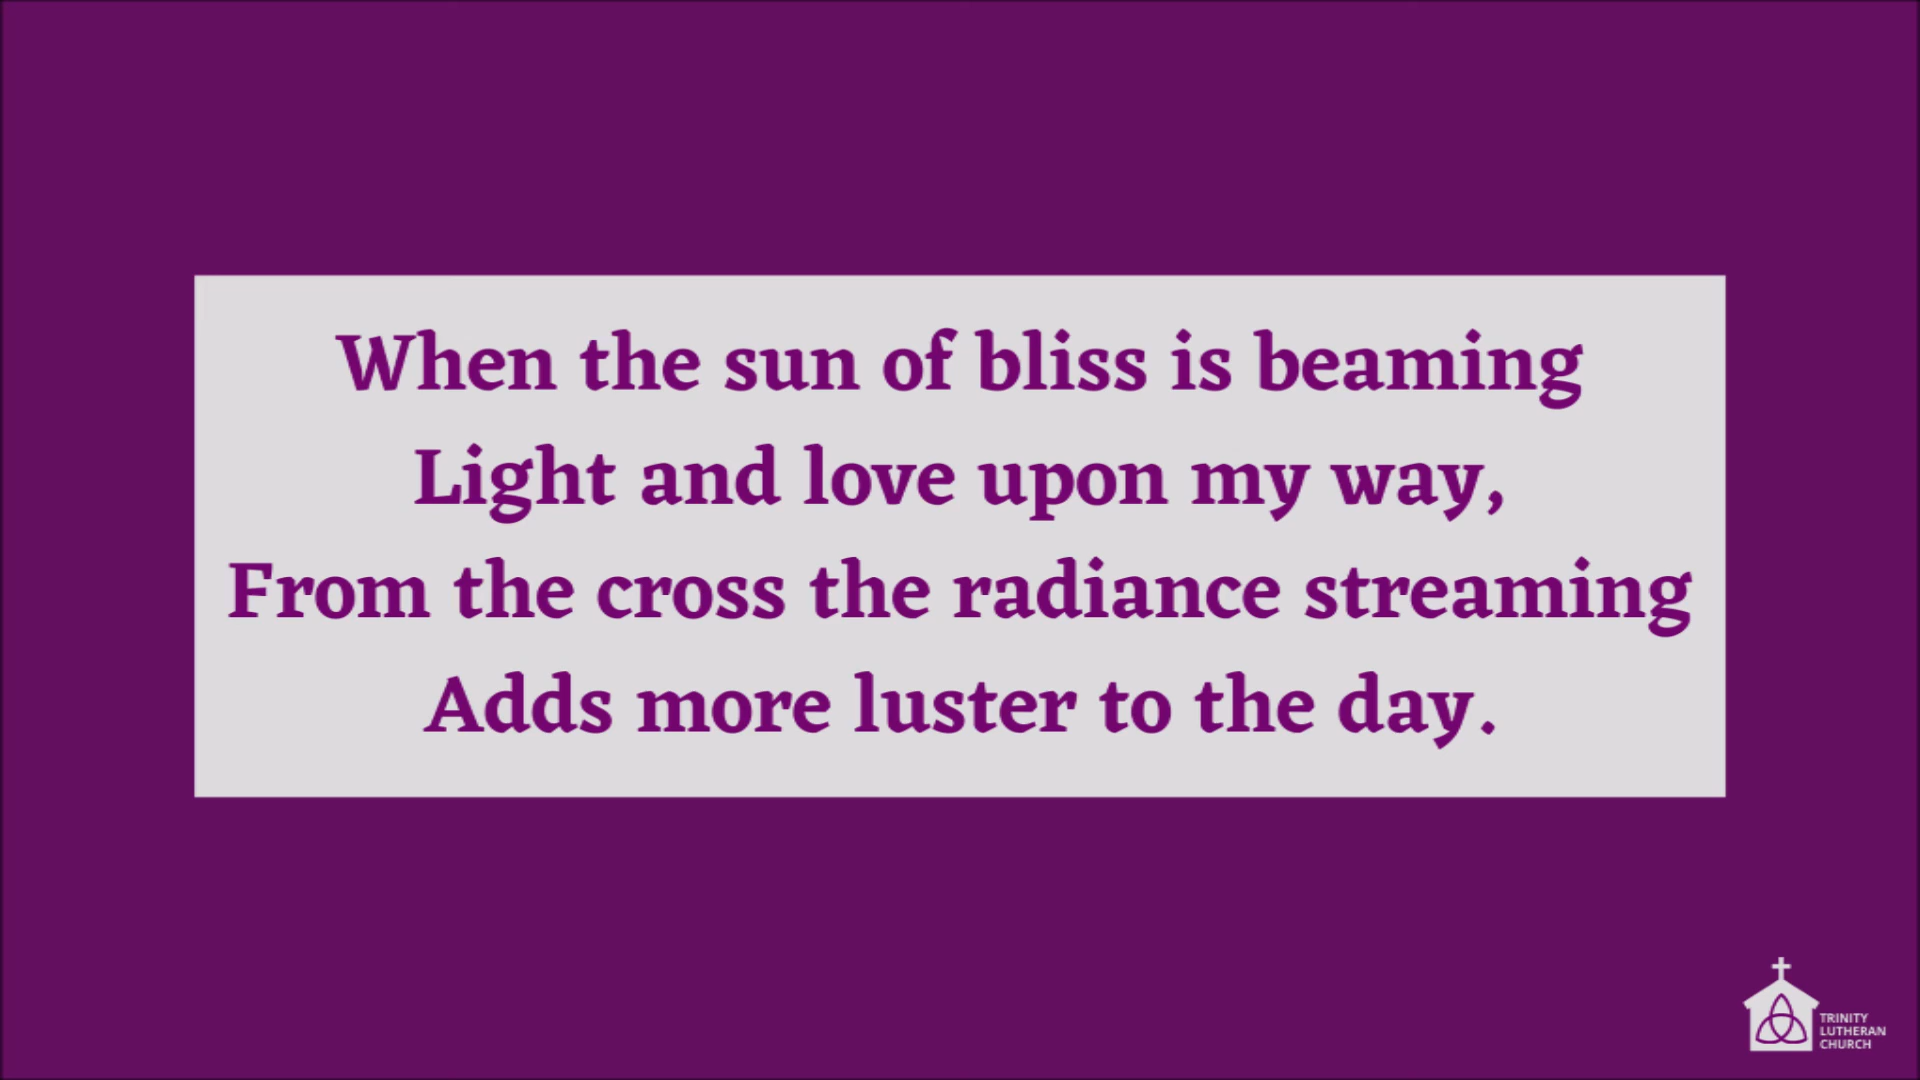 When the sun of bliss is beaming
Light and love upon my way,
From the cross the radiance streaming
Adds more luster to the day.
TRINITY
LUTHERAN
CHURCH